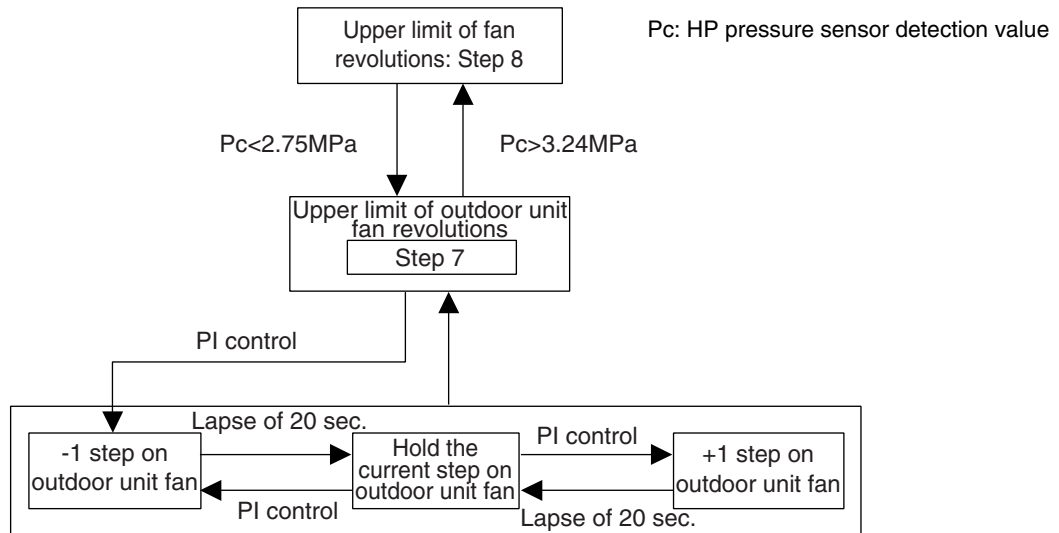 Upper limit of fan
revolutions: Step 8
Pc: HP pressure sensor detection value
Pc<2.75MPa
Pc>3.24MPa
Upper limit of outdoor unit
fan revolutions
Step 7
PI control
Lapse of 20 sec.
-1 step on
outdoor unit fan
Hold the
current step on
outdoor unit fan
PI control
+1 step on
outdoor unit fan
PI control
Lapse of 20 sec.